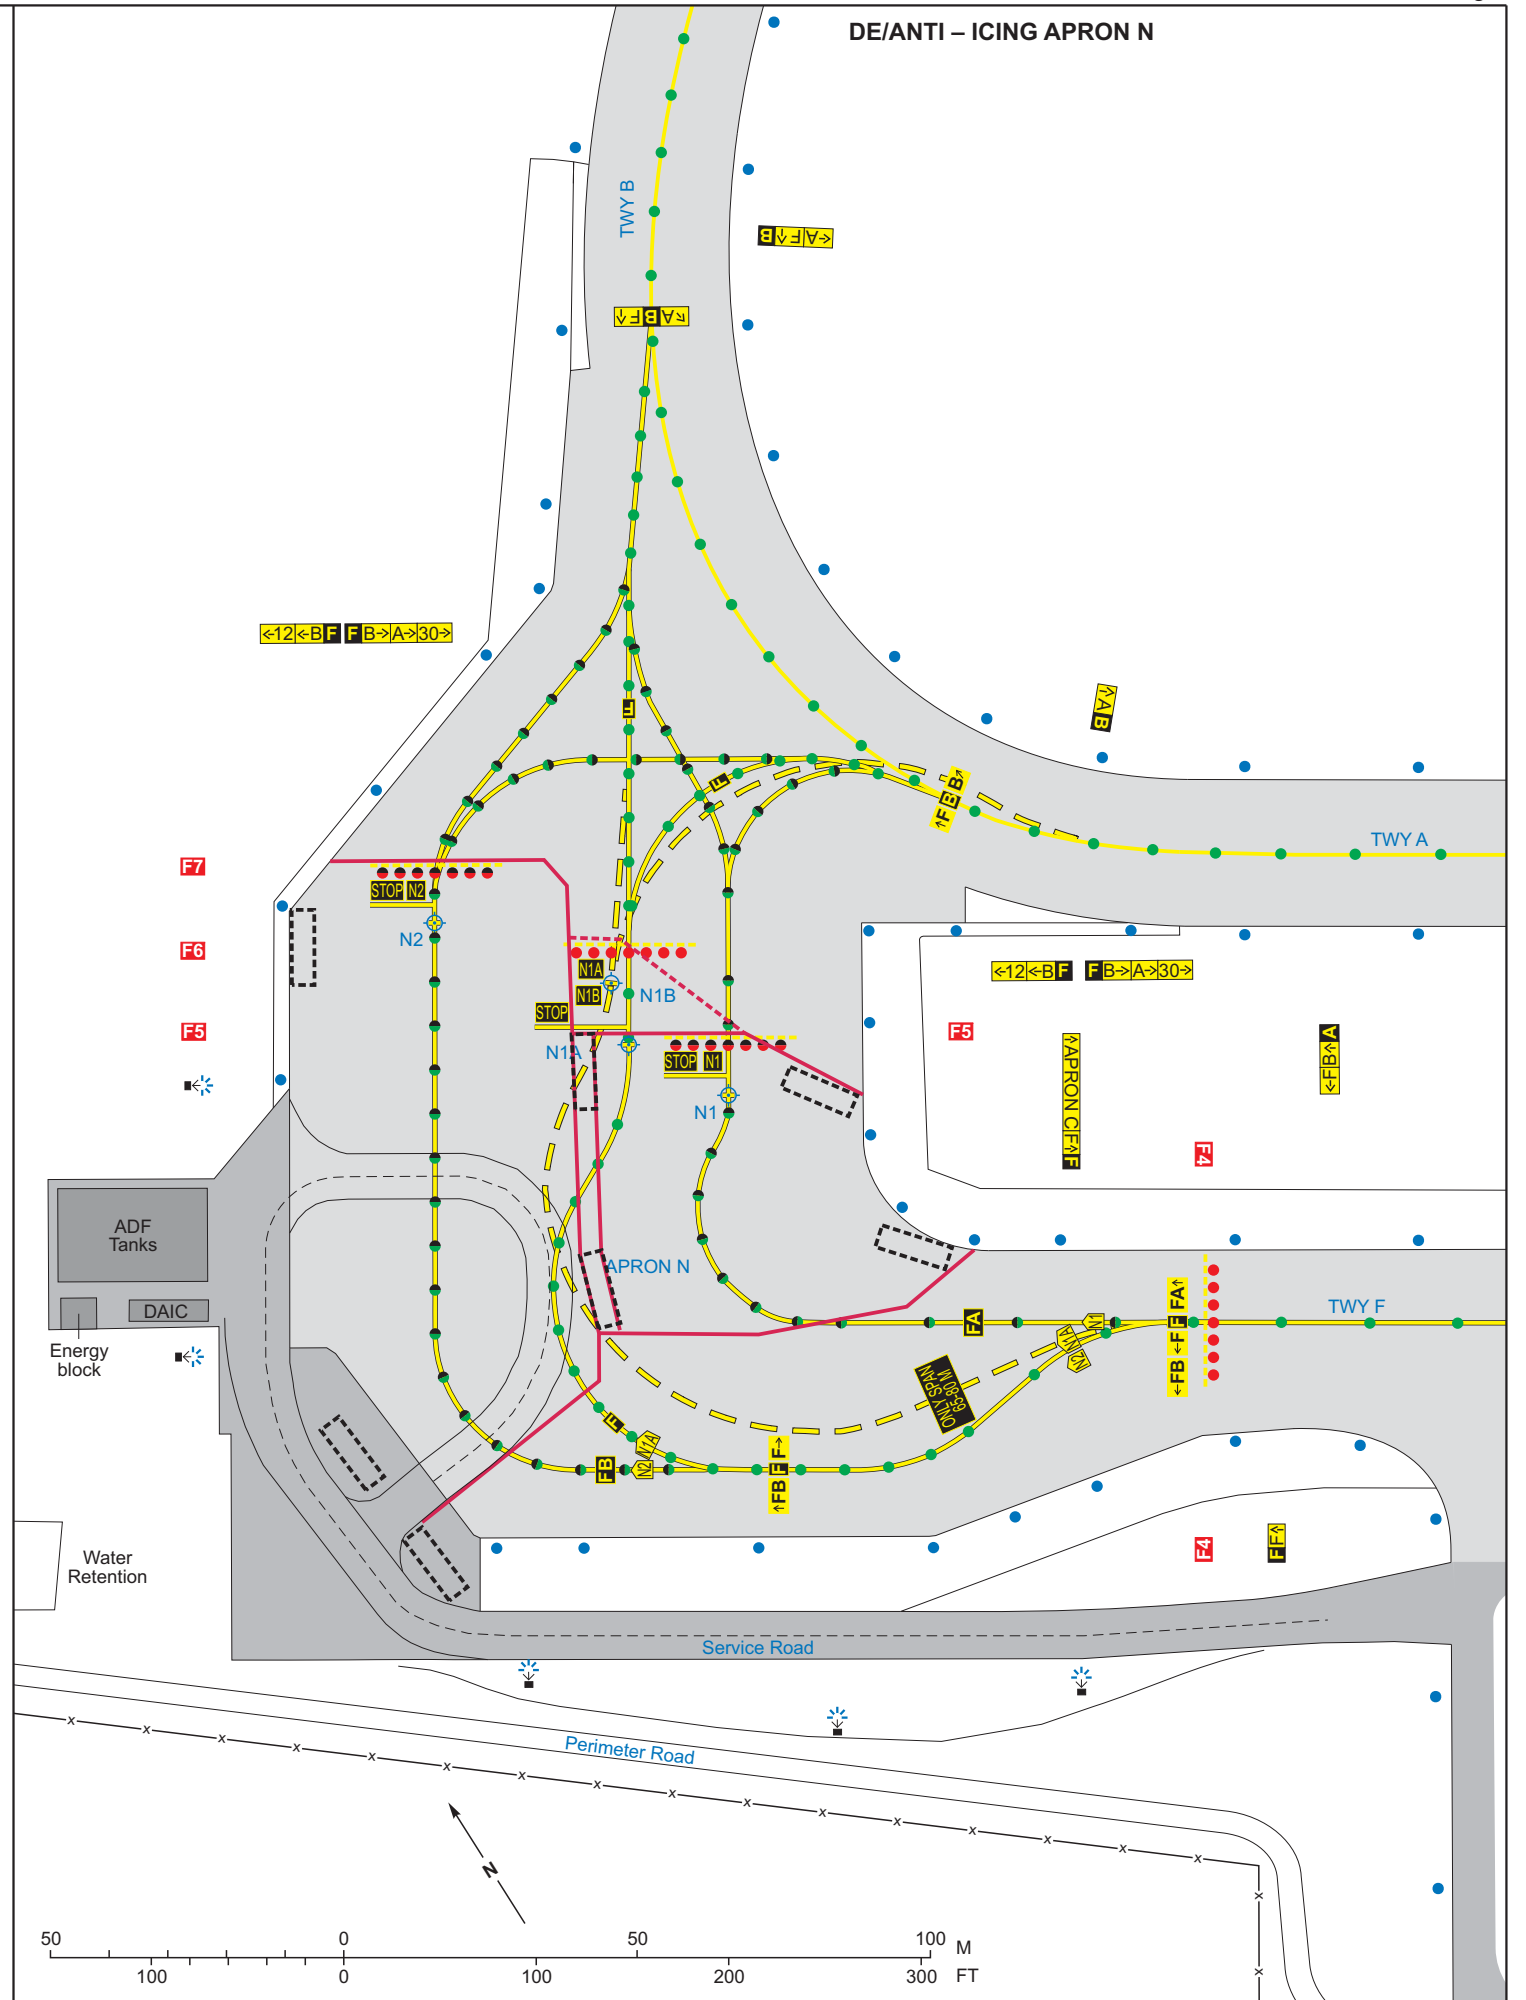 DE/ANTI – ICING APRON N
TWY B
B F↑ A→
F↑ B A↗
←12 ←B F F B→ A→ 30→
↑A B
F
F
↑F B B↗
TWY A
F7
STOP N2
N2
F6
N1A
N1B
N1B
STOP
N1A
F5
STOP N1
N1
←12 ←B F F B→ A→ 30→
F5
↑APRON C F↑ F
←FB ↑A
F4
ADF
Tanks
DAIC
Energy
block
APRON N
FA
N1
N1A
N2
←FB ←F F FA↑
TWY F
ONLY SPAN
65-80 M
F
N1A
FB
N2
↑FB F F→
F4
F F↑
Water
Retention
Service Road
Perimeter Road
N
50 0 50 100 M
100 0 100 200 300 FT